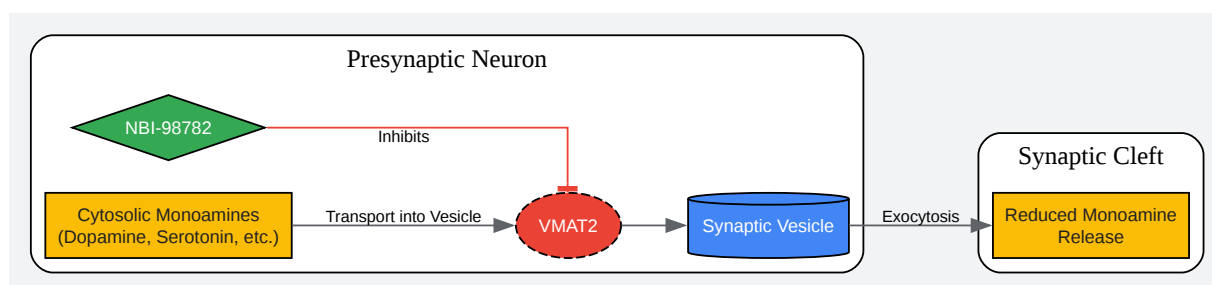 Presynaptic Neuron
NBI-98782
Inhibits
Synaptic Cleft
Cytosolic Monoamines
(Dopamine, Serotonin, etc.)
Transport into Vesicle
VMAT2
Synaptic Vesicle
Exocytosis
Reduced Monoamine
Release